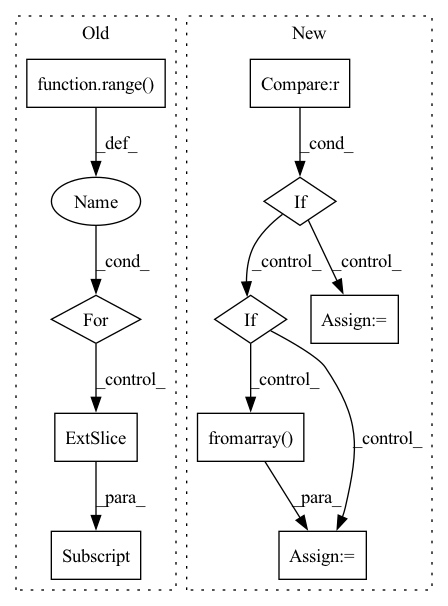 Old
New
function.range()
Compare:r
_def_
_cond_
Name
If
_cond_
_control_
_control_
For
If
Assign:=
_control_
_control_
_control_
ExtSlice
fromarray()
_para_
_para_
Subscript
Assign:=